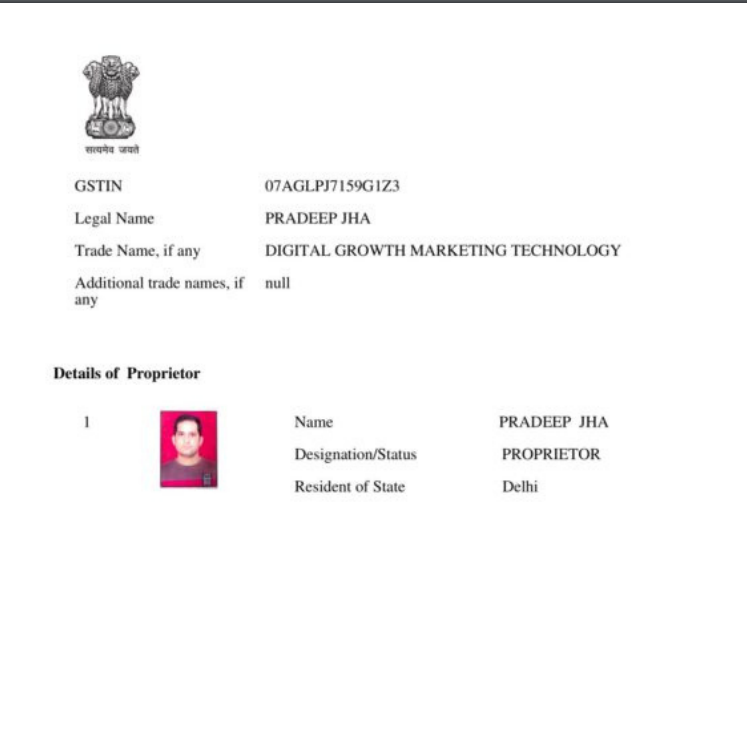 सत्यमेव जयते
GSTIN 07AGLPJ7159G1Z3
Legal Name PRADEEP JHA
Trade Name, if any DIGITAL GROWTH MARKETING TECHNOLOGY
Additional trade names, if null
any
Details of Proprietor
1 Name PRADEEP JHA
Designation/Status PROPRIETOR
Resident of State Delhi